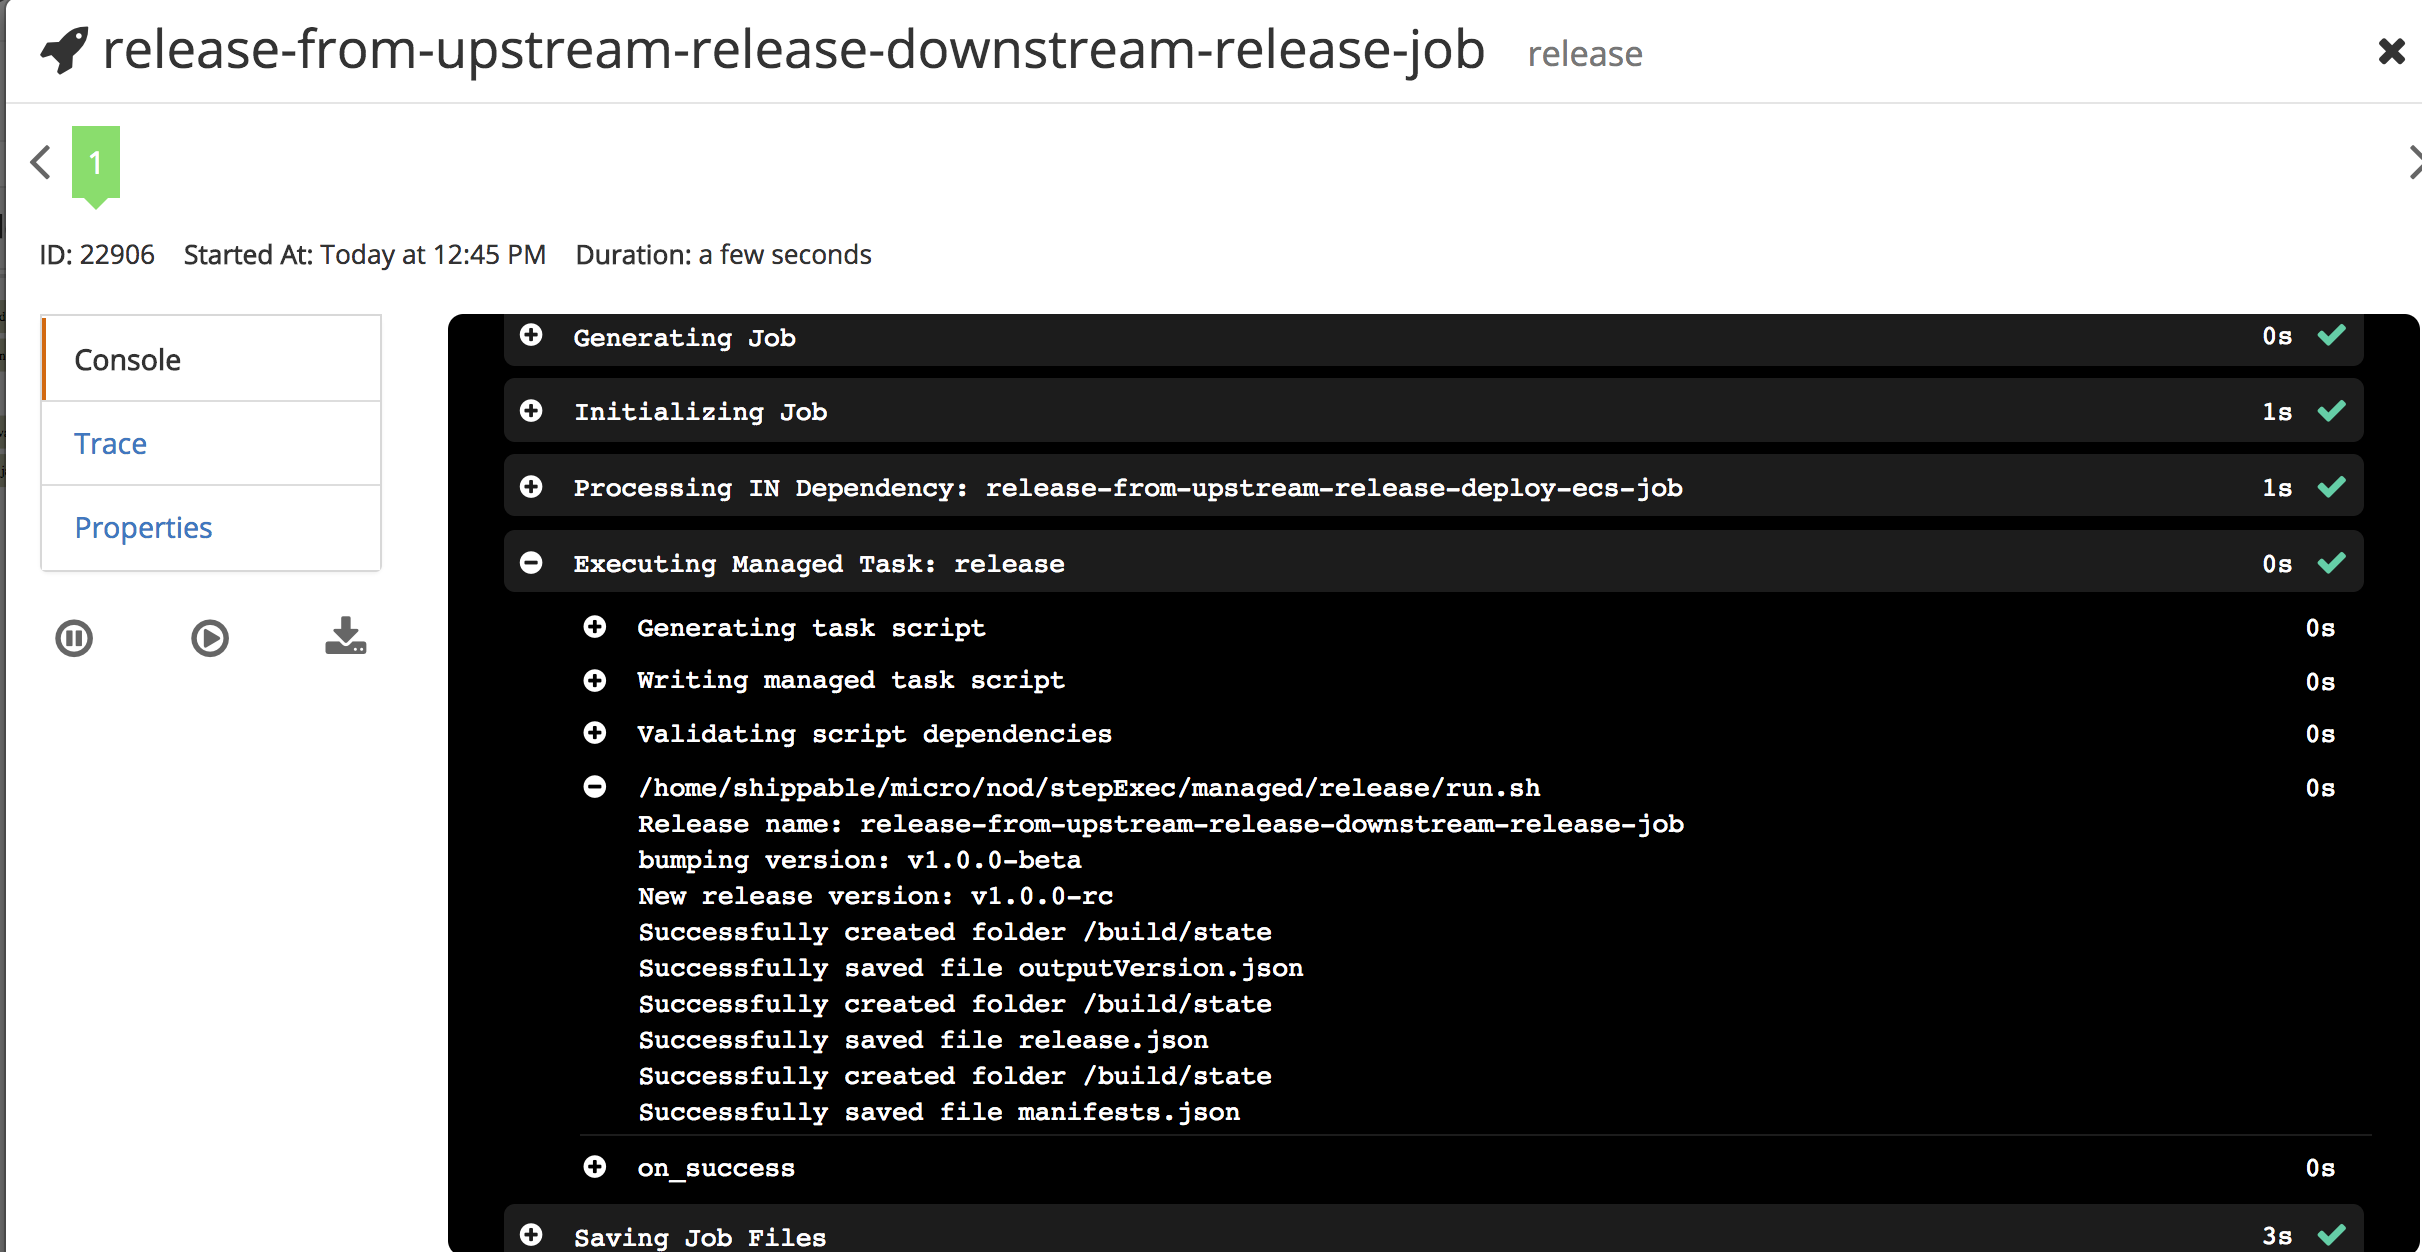 release-from-upstream-release-downstream-release-job release
1
ID: 22906 Started At: Today at 12:45 PM Duration: a few seconds
Console
Trace
Properties
Generating Job 0s
Initializing Job 1s
Processing IN Dependency: release-from-upstream-release-deploy-ecs-job 1s
Executing Managed Task: release 0s
Generating task script 0s
Writing managed task script 0s
Validating script dependencies 0s
/home/shippable/micro/nod/stepExec/managed/release/run.sh 0s
Release name: release-from-upstream-release-downstream-release-job
bumping version: v1.0.0-beta
New release version: v1.0.0-rc
Successfully created folder /build/state
Successfully saved file outputVersion.json
Successfully created folder /build/state
Successfully saved file release.json
Successfully created folder /build/state
Successfully saved file manifests.json
on_success 0s
Saving Job Files 3s